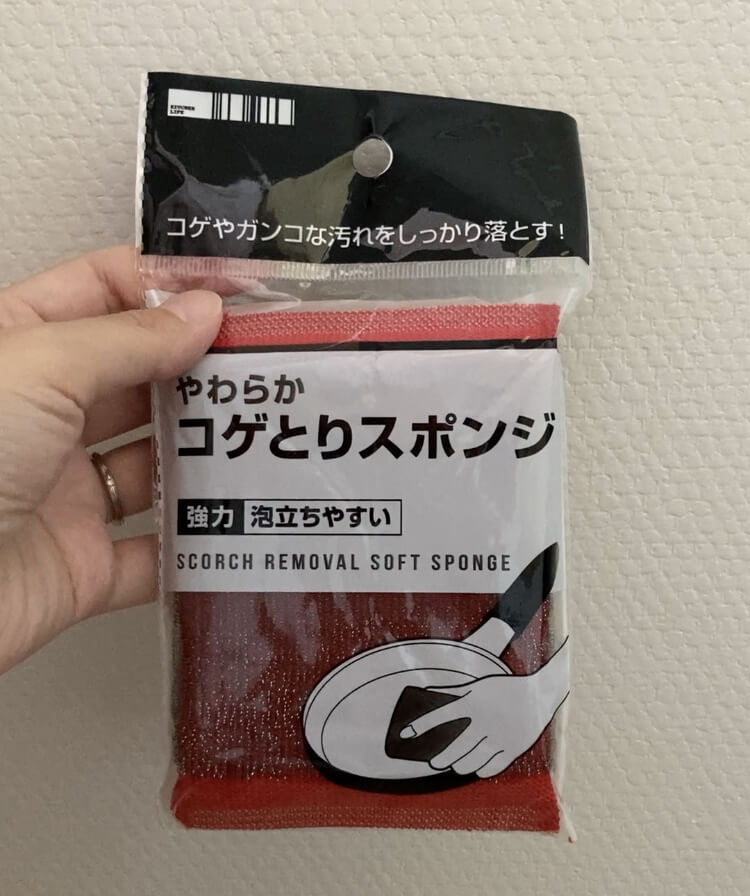 KITCHEN
LIFE
コゲやガンコな汚れをしっかり落とす!
やわらか
コゲとりスポンジ
強力 泡立ちやすい
SCORCH REMOVAL SOFT SPONGE